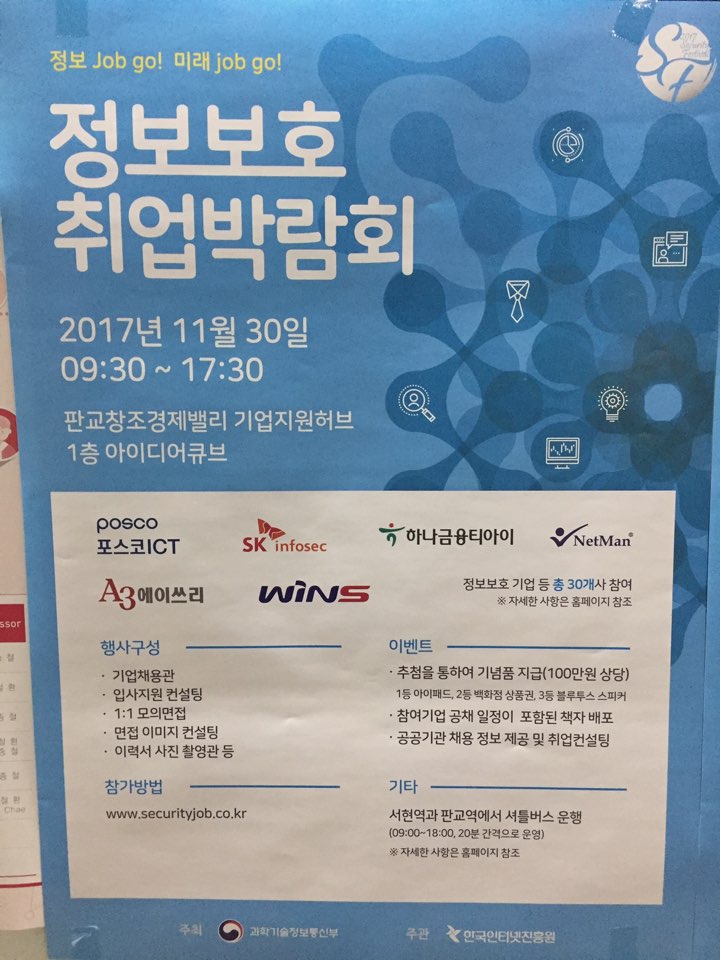 정보 Job go! 미래 job go!
2017
Security
Festival
정보보호
취업박람회
2017년 11월 30일
09:30 ~ 17:30
판교창조경제밸리 기업지원허브
1층 아이디어큐브
posco
포스코ICT
SK infosec
하나금융티아이
NetMan
A3에이쓰리
WINS
정보보호 기업 등 총 30개사 참여
※ 자세한 사항은 홈페이지 참조
행사구성
· 기업채용관
· 입사지원 컨설팅
· 1:1 모의면접
· 면접 이미지 컨설팅
· 이력서 사진 촬영관 등
이벤트
· 추첨을 통하여 기념품 지급(100만원 상당)
1등 아이패드, 2등 백화점 상품권, 3등 블루투스 스피커
· 참여기업 공채 일정이 포함된 책자 배포
· 공공기관 채용 정보 제공 및 취업컨설팅
참가방법
www.securityjob.co.kr
기타
서현역과 판교역에서 셔틀버스 운행
(09:00~18:00, 20분 간격으로 운영)
※ 자세한 사항은 홈페이지 참조
주최 과학기술정보통신부
주관 한국인터넷진흥원
ssor
Chae